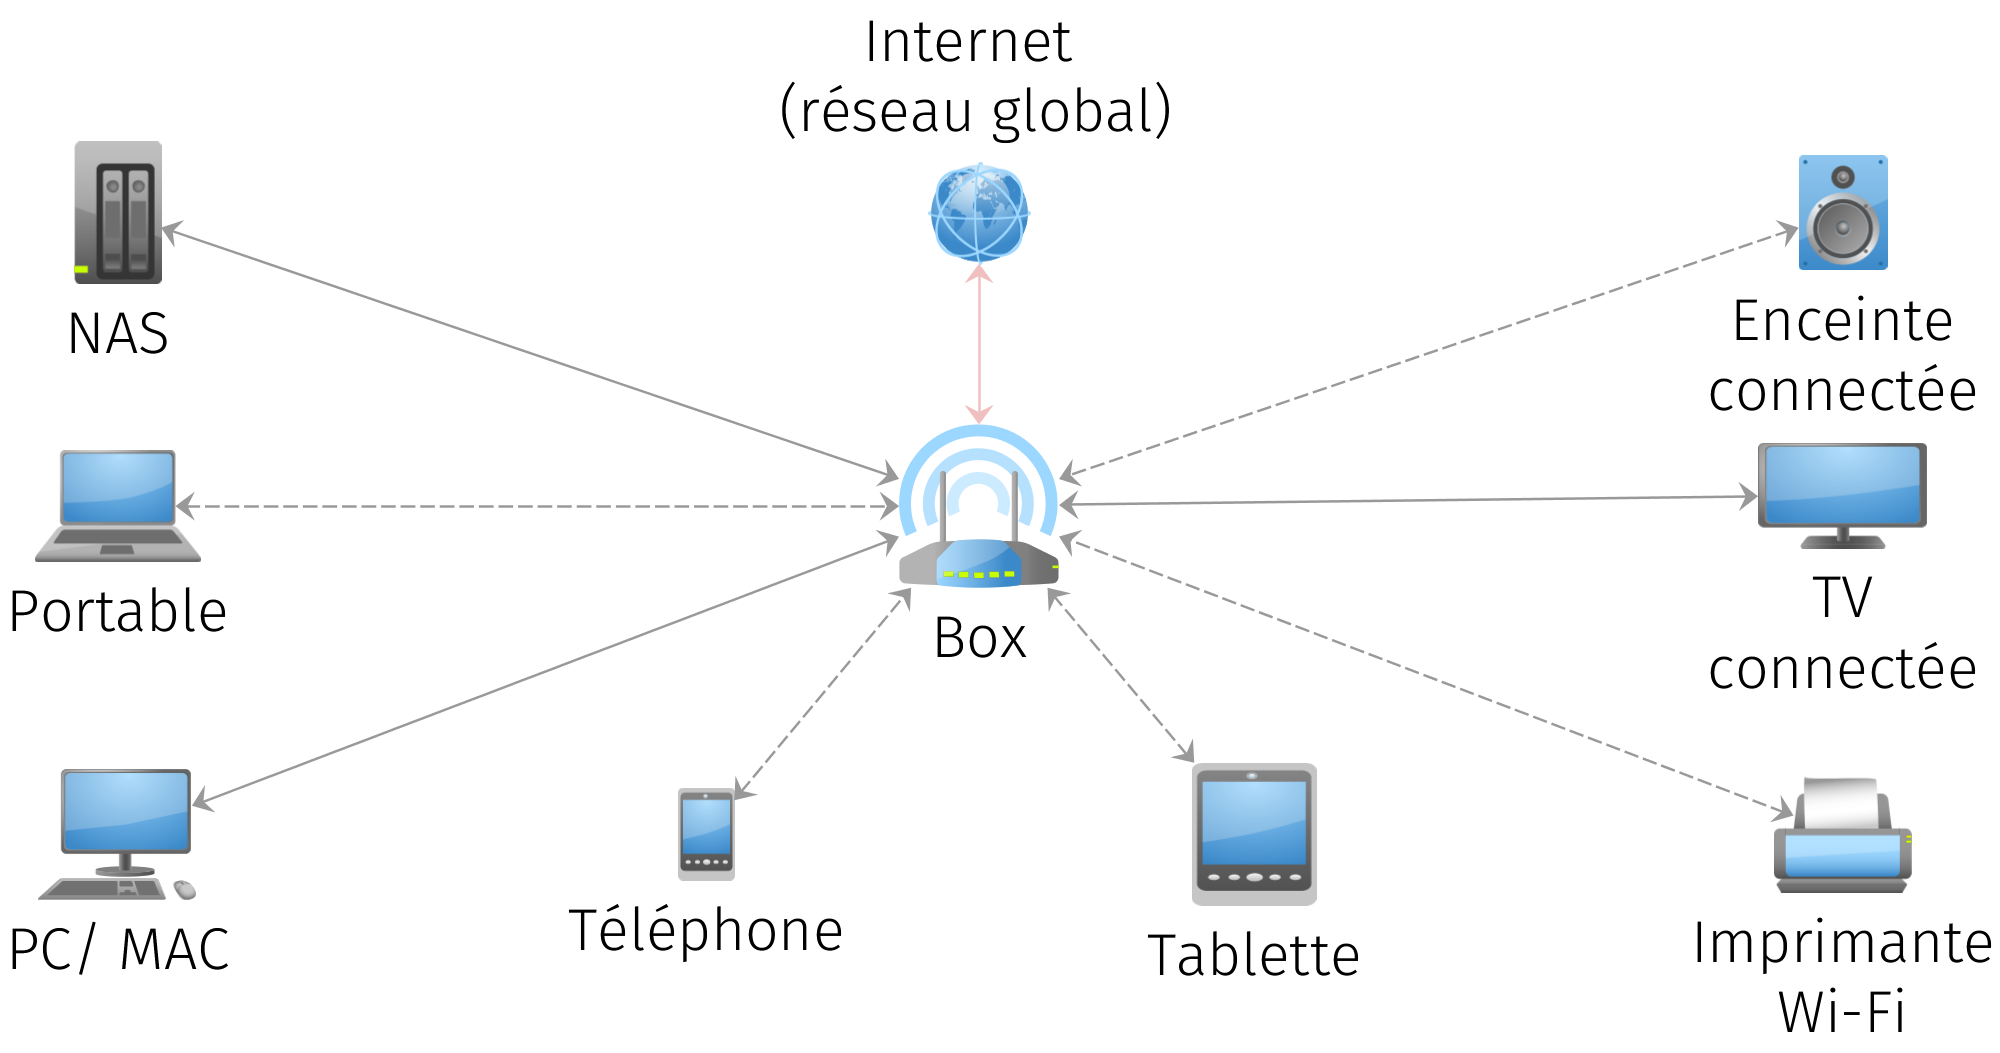 Internet
(réseau global)
NAS
Enceinte
connectée
Portable
Box
TV
connectée
PC/ MAC
Téléphone
Tablette
Imprimante
Wi-Fi